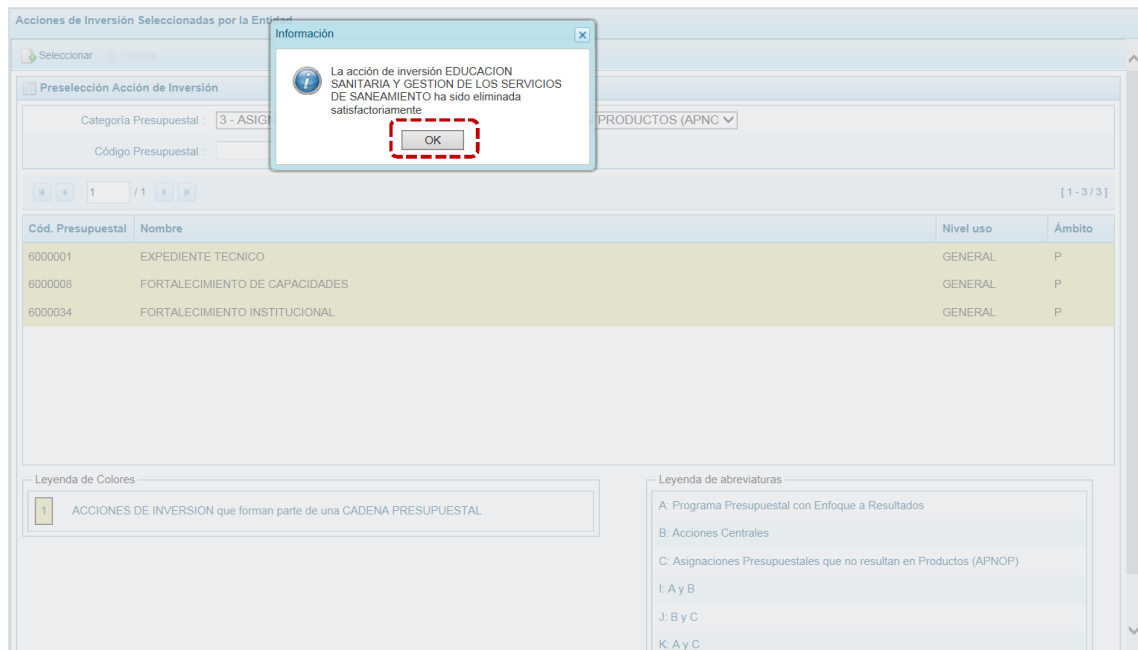 Acciones de Inversión Seleccionadas por la Entidad
Información
Seleccionar Eliminar
La acción de inversión EDUCACION
SANITARIA Y GESTION DE LOS SERVICIOS
DE SANEAMIENTO ha sido eliminada
satisfactoriamente
OK
Preselección Acción de Inversión
Categoría Presupuestal : 3 - ASIG PRODUCTOS (APNO
Código Presupuestal :
1 / 1 [ 1 - 3 / 3 ]
Cód. Presupuestal Nombre Nivel uso Ámbito
6000001 EXPEDIENTE TECNICO GENERAL P
6000008 FORTALECIMIENTO DE CAPACIDADES GENERAL P
6000034 FORTALECIMIENTO INSTITUCIONAL GENERAL P
Leyenda de Colores
1 ACCIONES DE INVERSION que forman parte de una CADENA PRESUPUESTAL
Leyenda de abreviaturas
A: Programa Presupuestal con Enfoque a Resultados
B: Acciones Centrales
C: Asignaciones Presupuestales que no resultan en Productos (APNOP)
I: A y B
J: B y C
K: A y C